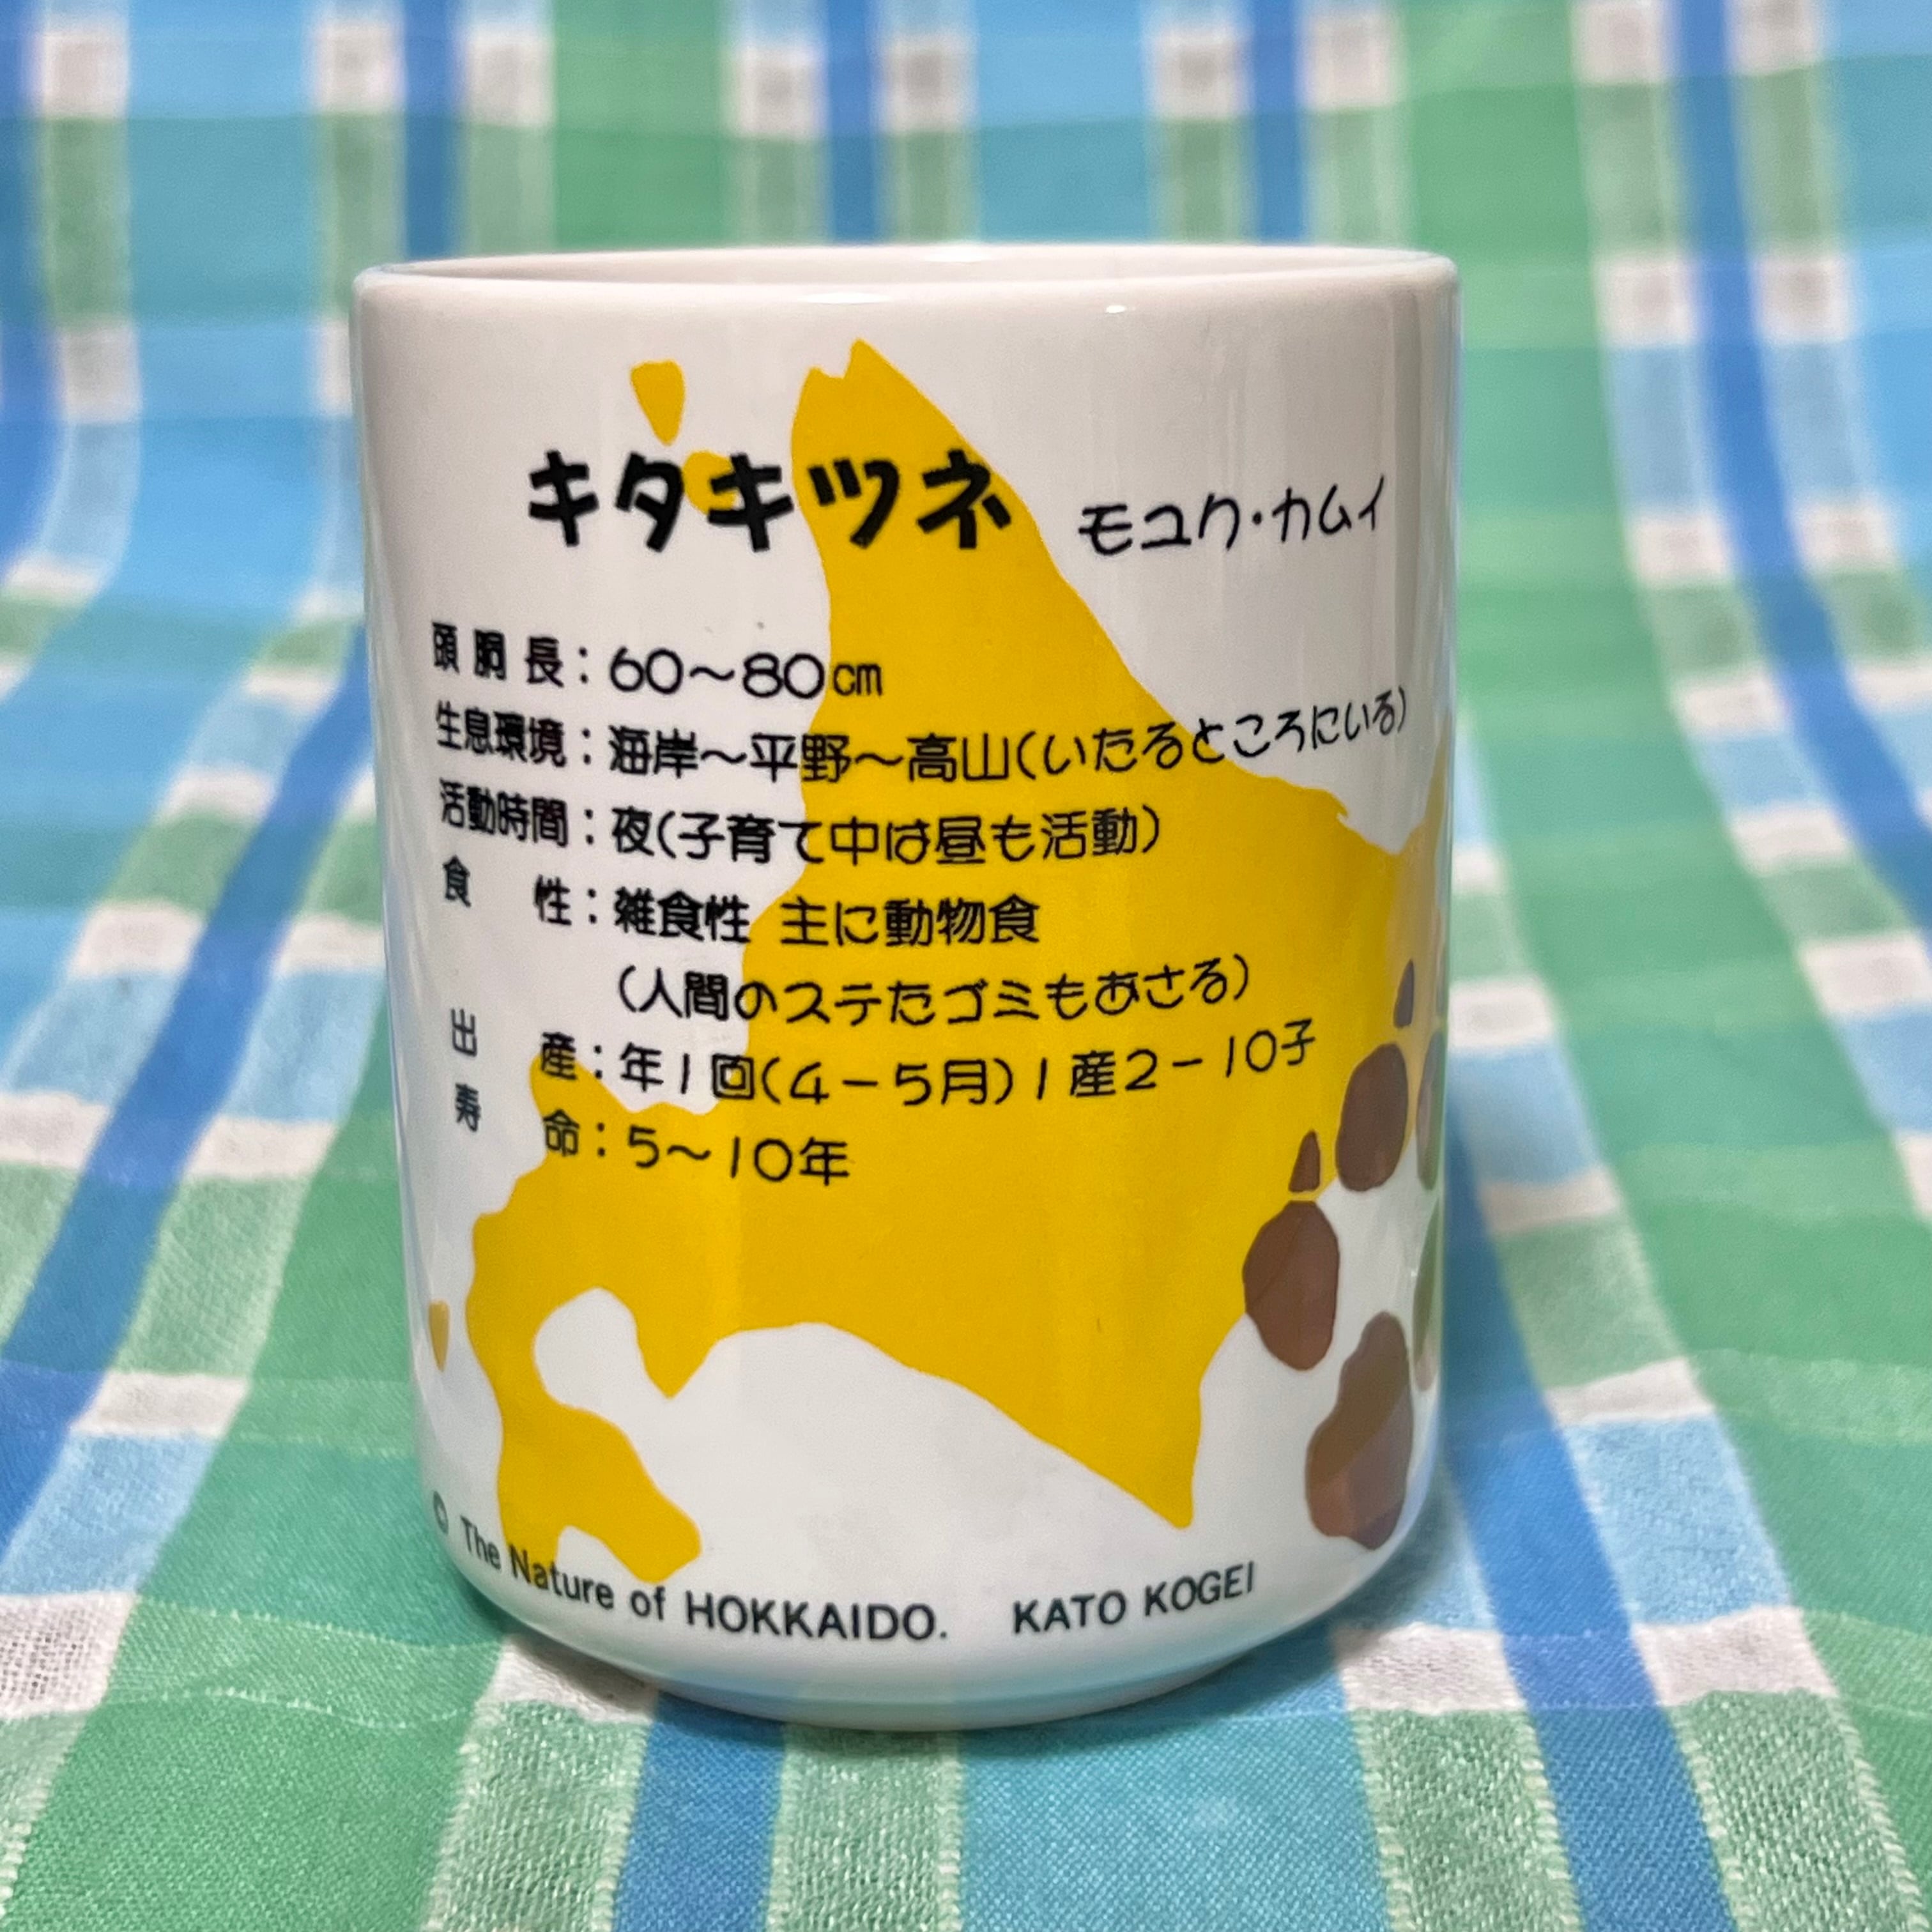 キタキツネ モユク・カムイ
頭胴長：60～80㎝
生息環境：海岸～平野～高山(いたるところにいる)
活動時間：夜(子育て中は昼も活動)
食性：雑食性 主に動物食
(人間のステたゴミもあさる)
出産：年1回(4－5月)1産2－10子
寿命：5～10年
© The Nature of HOKKAIDO. KATO KOGEI